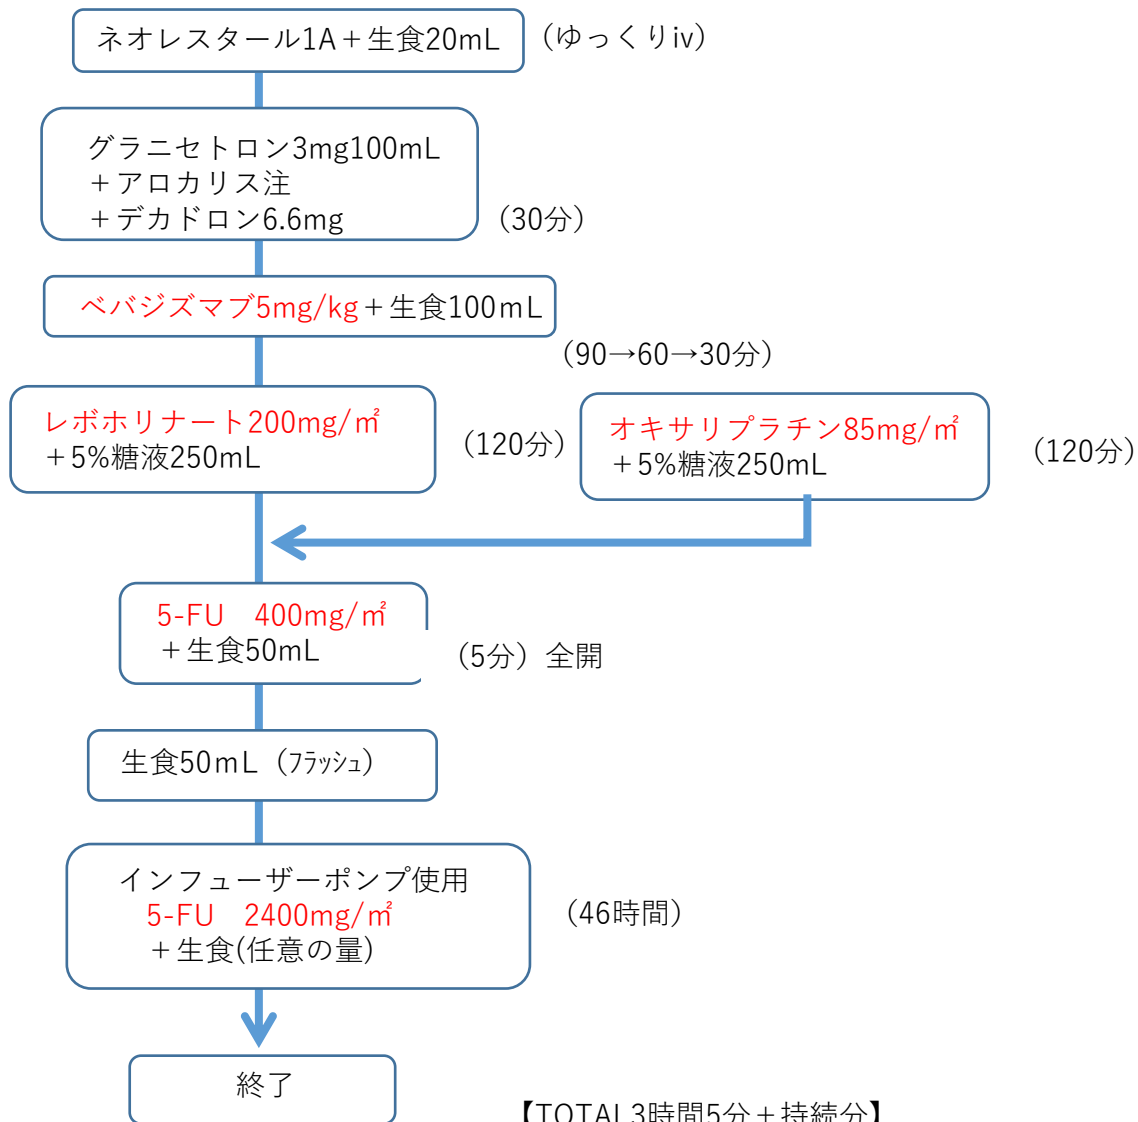 ネオレスタール1A＋生食20mL
（ゆっくりiv）
グラニセトロン3mg100mL
＋アロカリス注
＋デカドロン6.6mg
（30分）
ベバジズマブ5mg/kg＋生食100ｍL
（90→60→30分）
レボホリナート200mg/㎡
＋5%糖液250mL
（120分）
オキサリプラチン85mg/㎡
＋5%糖液250mL
（120分）
5-FU　400mg/㎡
＋生食50mL
（5分）全開
生食50ｍL（ﾌﾗｯｼｭ）
インフューザーポンプ使用
5-FU　2400mg/㎡
＋生食(任意の量)
（46時間）
終了
【TOTAL3時間5分＋持続分】